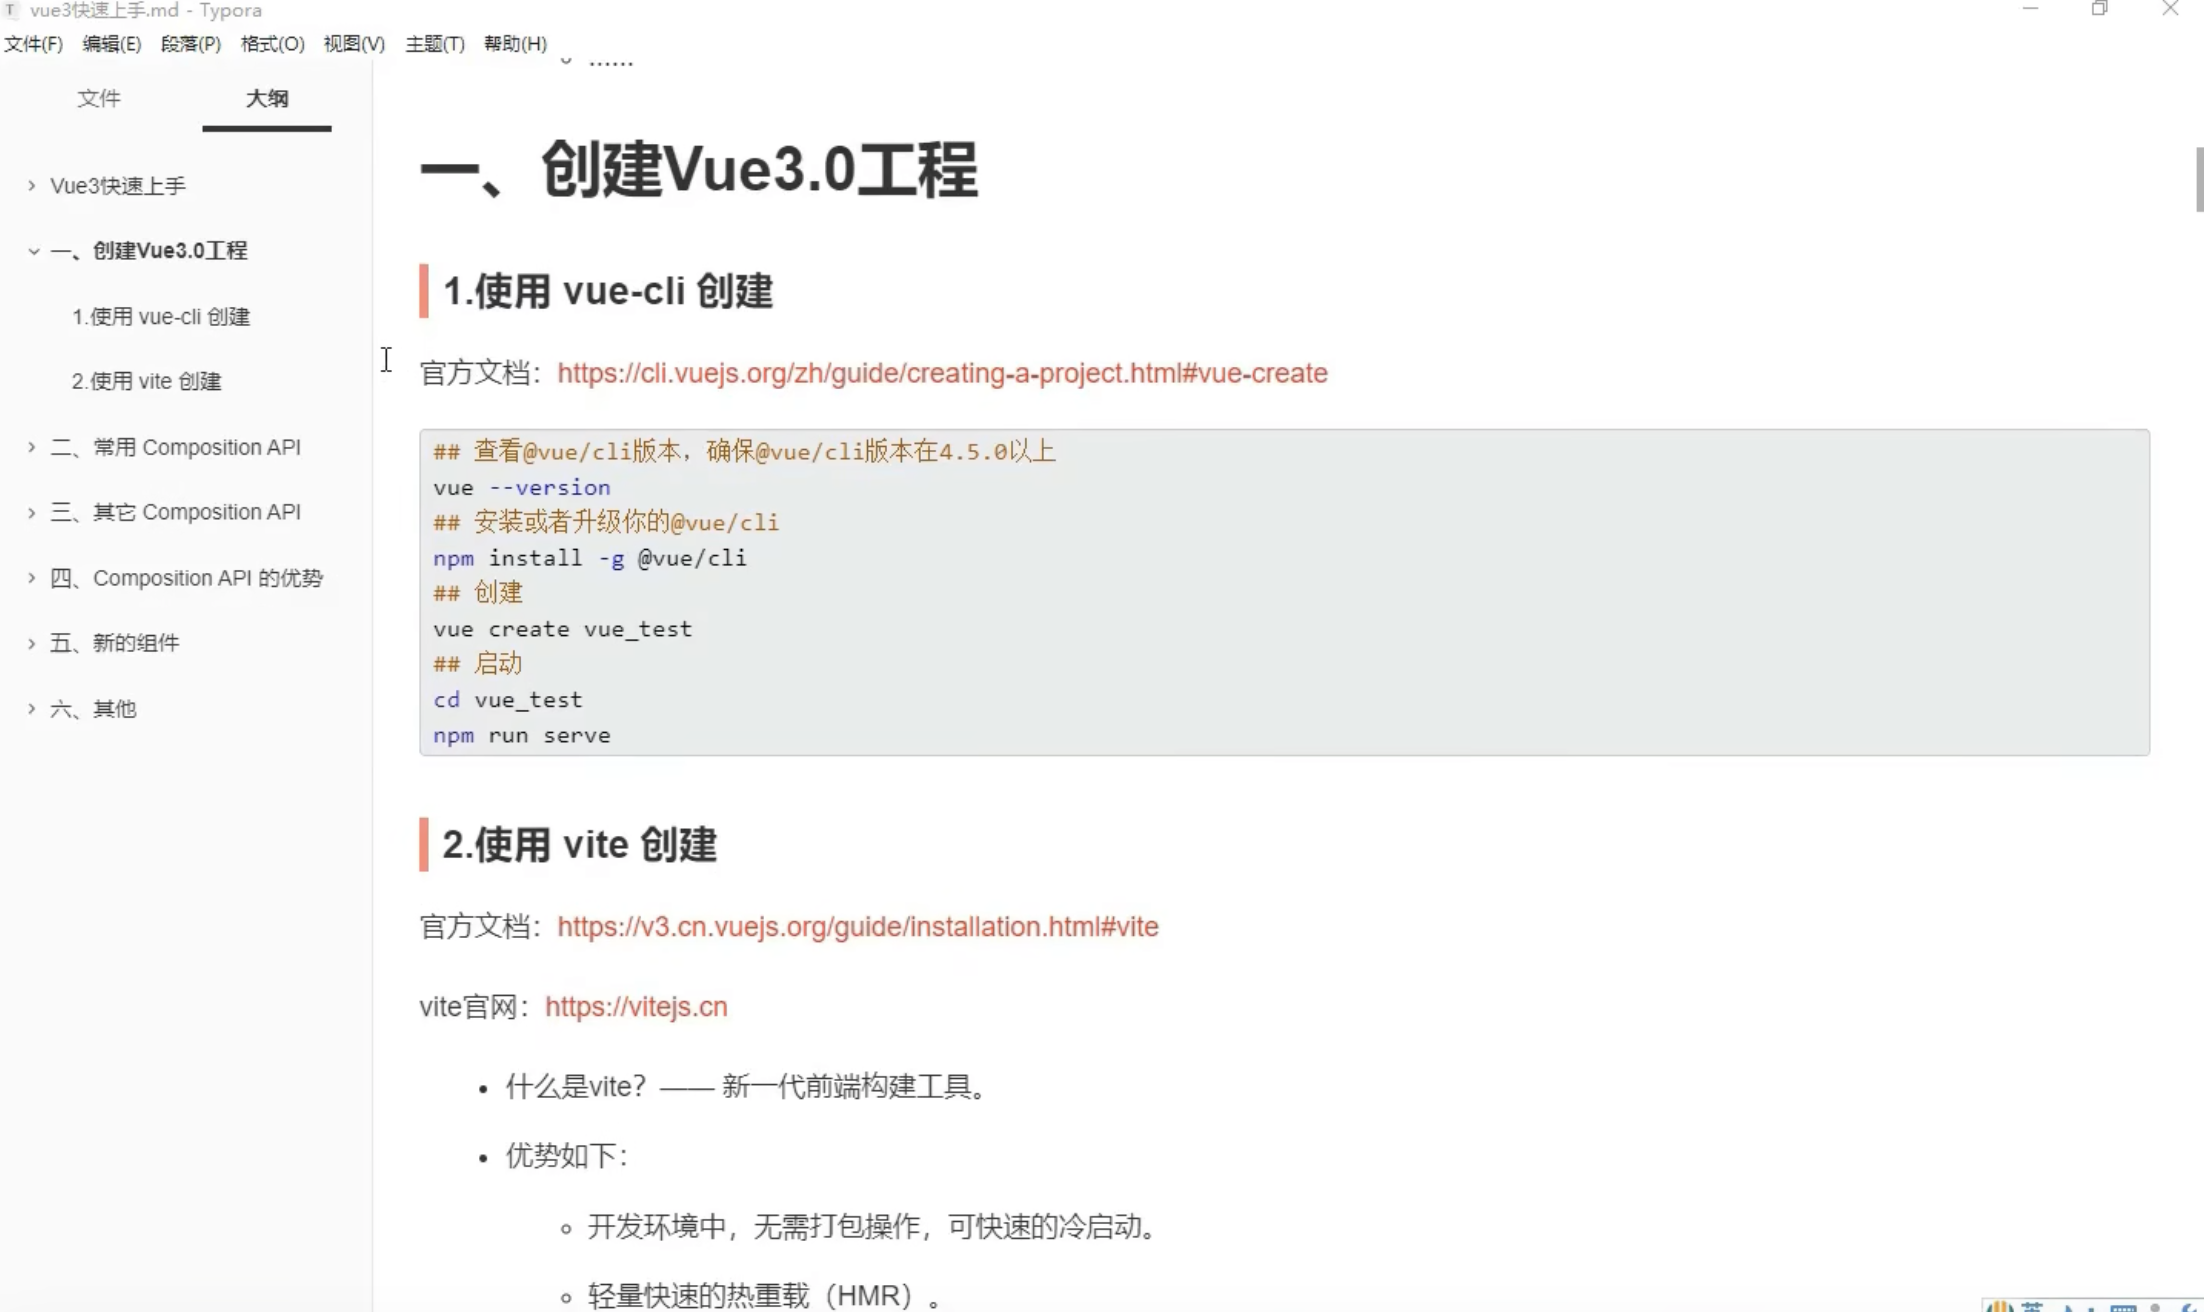 vue3快速上手.md - Typora
文件(F) 编辑(E) 段落(P) 格式(O) 视图(V) 主题(T) 帮助(H)
文件 大纲
Vue3快速上手
一、创建Vue3.0工程
1.使用 vue-cli 创建
2.使用 vite 创建
二、常用 Composition API
三、其它 Composition API
四、Composition API 的优势
五、新的组件
六、其他
......
一、创建Vue3.0工程
1.使用 vue-cli 创建
官方文档：https://cli.vuejs.org/zh/guide/creating-a-project.html#vue-create
## 查看@vue/cli版本，确保@vue/cli版本在4.5.0以上
vue --version
## 安装或者升级你的@vue/cli
npm install -g @vue/cli
## 创建
vue create vue_test
## 启动
cd vue_test
npm run serve
2.使用 vite 创建
官方文档：https://v3.cn.vuejs.org/guide/installation.html#vite
vite官网：https://vitejs.cn
什么是vite？—— 新一代前端构建工具。
优势如下：
开发环境中，无需打包操作，可快速的冷启动。
轻量快速的热重载（HMR）。